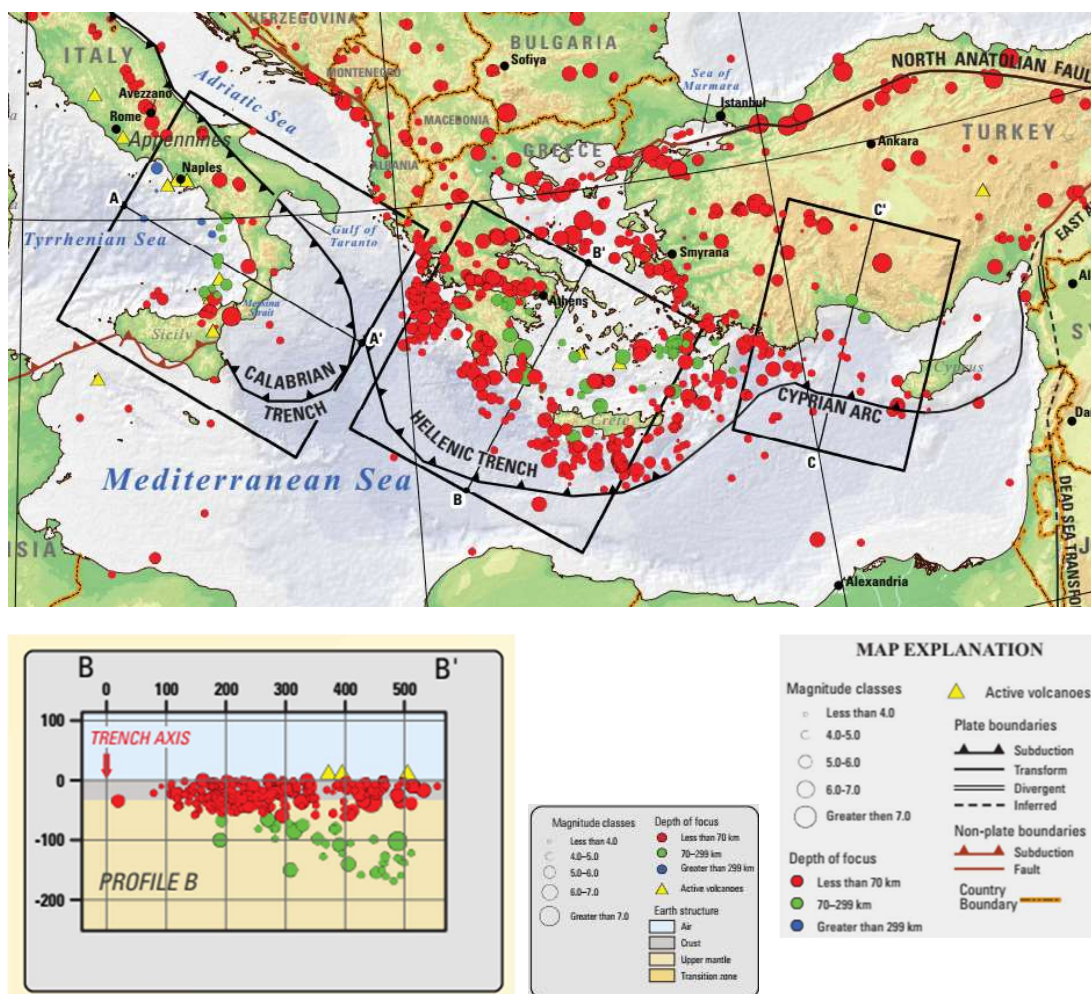 HERZEGOVINA
ITALY
BULGARIA
Sofiya
MONTENEGRO
Adriatic Sea
Sea of
Marmara
NORTH ANATOLIAN FAULT
Avezzano
Istanbul
Rome
MACEDONIA
TURKEY
Appennines
GREECE
Ankara
ALBANIA
Naples
A
C'
EAST
Gulf of
Taranto
Tyrrhenian Sea
B'
Smyrana
Al
Athens
Messina
Strait
S
Sicily
A'
Cyprus
CALABRIAN
TRENCH
CYPRIAN ARC
Crete
Da
HELLENIC TRENCH
C
Mediterranean Sea
B
DEAD SEA TRANSFO
ISIA
J
Alexandria
B B'
0 100 200 300 400 500
100
TRENCH AXIS
0
-100
PROFILE B
-200
Magnitude classes
Less than 4.0
4.0–5.0
5.0–6.0
6.0–7.0
Greater then 7.0
Depth of focus
Less than 70 km
70–299 km
Greater than 299 km
Active volcanoes
Earth structure
Air
Crust
Upper mantle
Transition zone
MAP EXPLANATION
Magnitude classes
Less than 4.0
4.0-5.0
5.0-6.0
6.0-7.0
Greater then 7.0
Depth of focus
Less than 70 km
70–299 km
Greater than 299 km
Active volcanoes
Plate boundaries
Subduction
Transform
Divergent
Inferred
Non-plate boundaries
Subduction
Fault
Country
Boundary